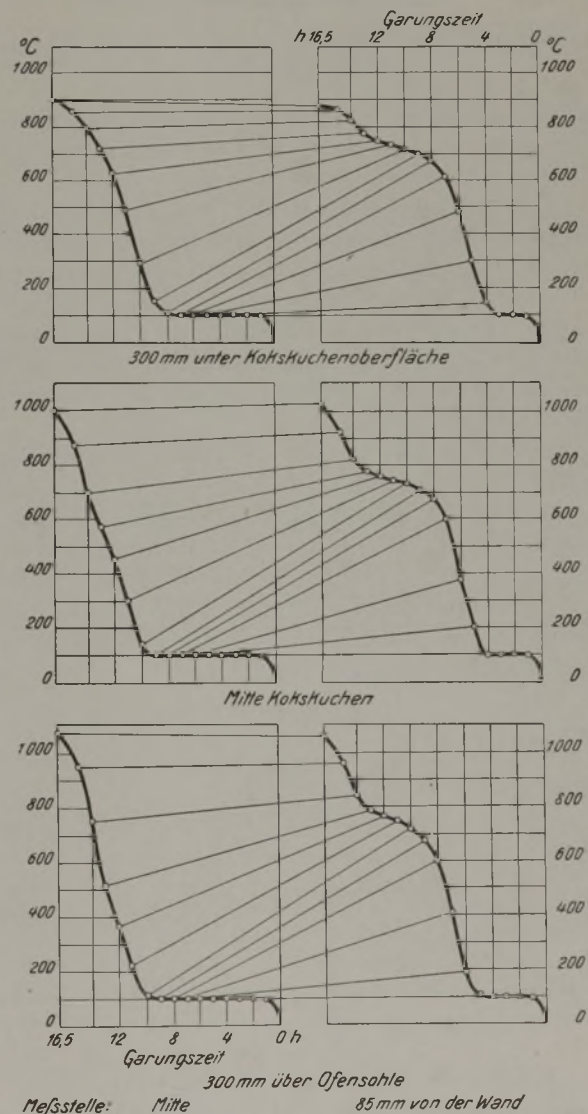 Garungszeit
°C h 16,5 12 8 4 0 °C
1000 1000
800 800
600 600
400 400
200 200
0 0
300 mm unter Kokskuchenoberfläche
1000 1000
800 800
600 600
400 400
200 200
0 0
Mitte Kokskuchen
1000 1000
800 800
600 600
400 400
200 200
0 0
16,5 12 8 4 0 h
Garungszeit
300 mm über Ofensohle
Meßstelle: Mitte 85 mm von der Wand